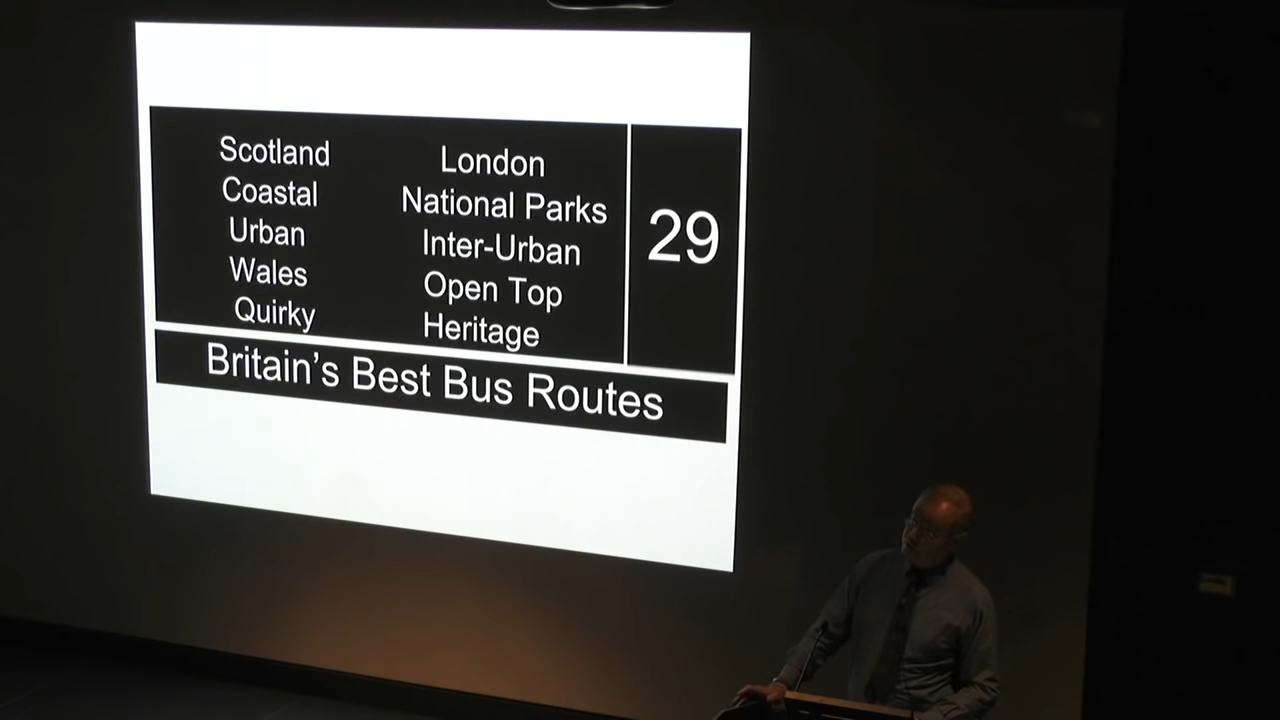 Scotland
Coastal
Urban
Wales
Quirky
London
National Parks
Inter-Urban
Open Top
Heritage
29
Britain's Best Bus Routes